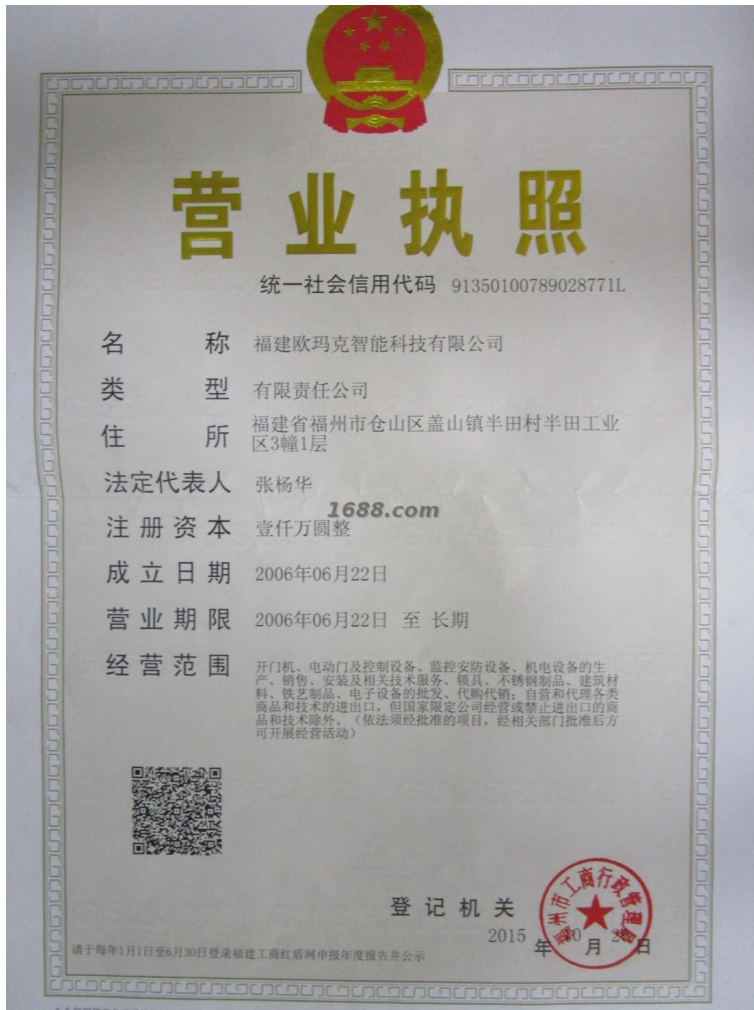 营业执照
统一社会信用代码 91350100789028771L
名称 福建欧玛克智能科技有限公司
类型 有限责任公司
住所 福建省福州市仓山区盖山镇半田村半田工业
区3幢1层
法定代表人 张杨华
1688.com
注册资本 壹仟万圆整
成立日期 2006年06月22日
营业期限 2006年06月22日 至 长期
经营范围 开门机、电动门及控制设备、监控安防设备、机电设备的生
产、销售、安装及相关技术服务、锁具、不锈钢制品、建筑材
料、铁艺制品、电子设备的批发、代购代销；自营和代理各类
商品和技术的进出口，但国家限定公司经营或禁止进出口的商
品和技术除外。（依法须经批准的项目，经相关部门批准后方
可开展经营活动）
福州市工商行政管理局
登记机关
2015年10月 日
请于每年1月1日至6月30日登录福建工商红盾网申报年度报告并公示